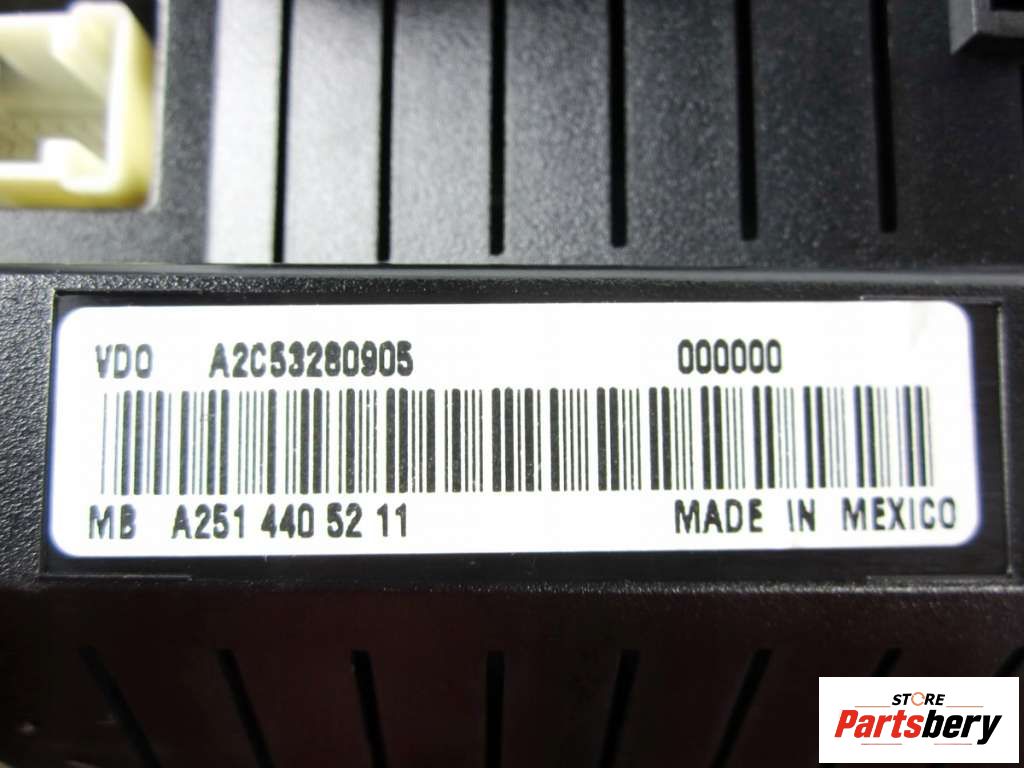 VDO A2C53280905 000000
MB A251 440 52 11 MADE IN MEXICO
STORE
Partsbery